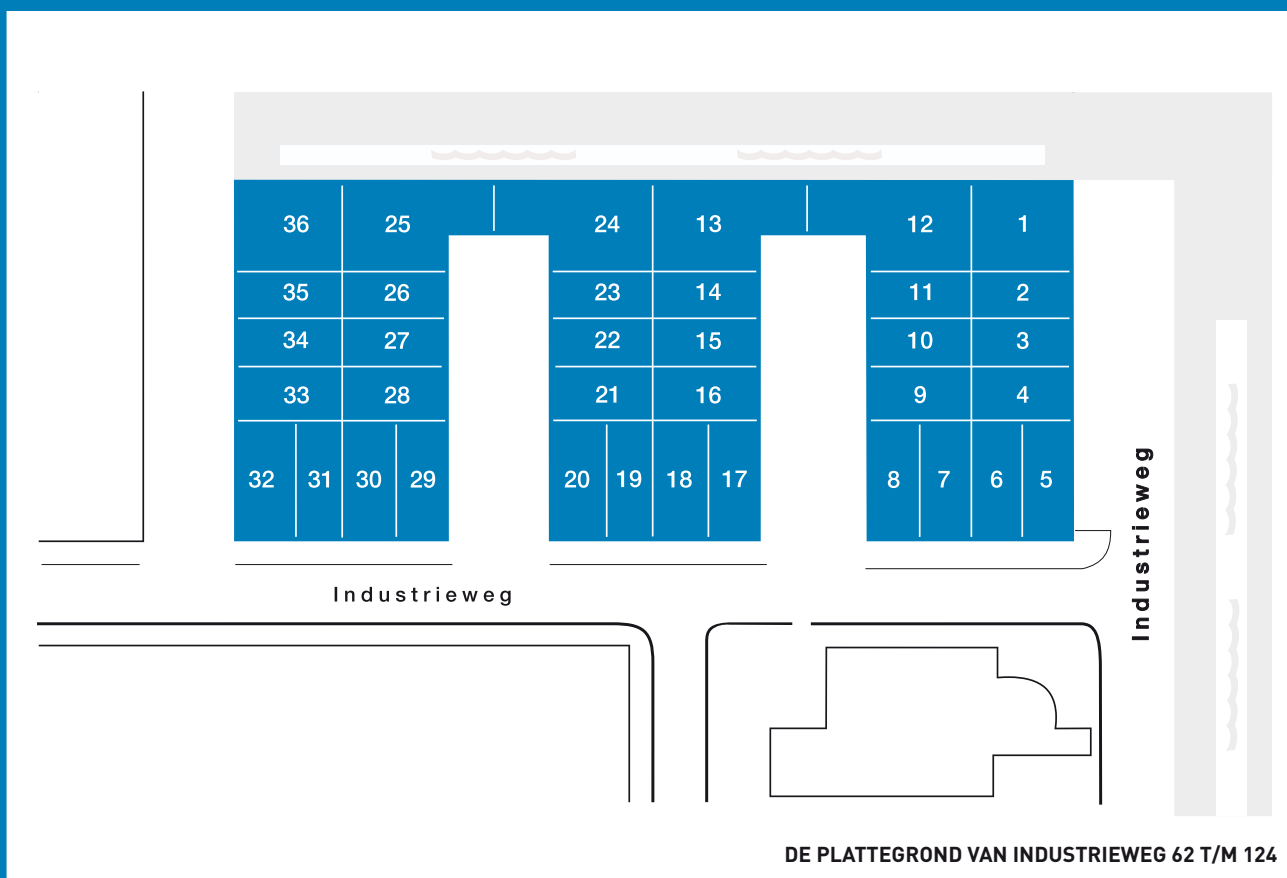 36 25 24 13 12 1
35 26 23 14 11 2
34 27 22 15 10 3
33 28 21 16 9 4
32 31 30 29 20 19 18 17 8 7 6 5
Industrieweg
Industrieweg
DE PLATTEGROND VAN INDUSTRIEWEG 62 T/M 124